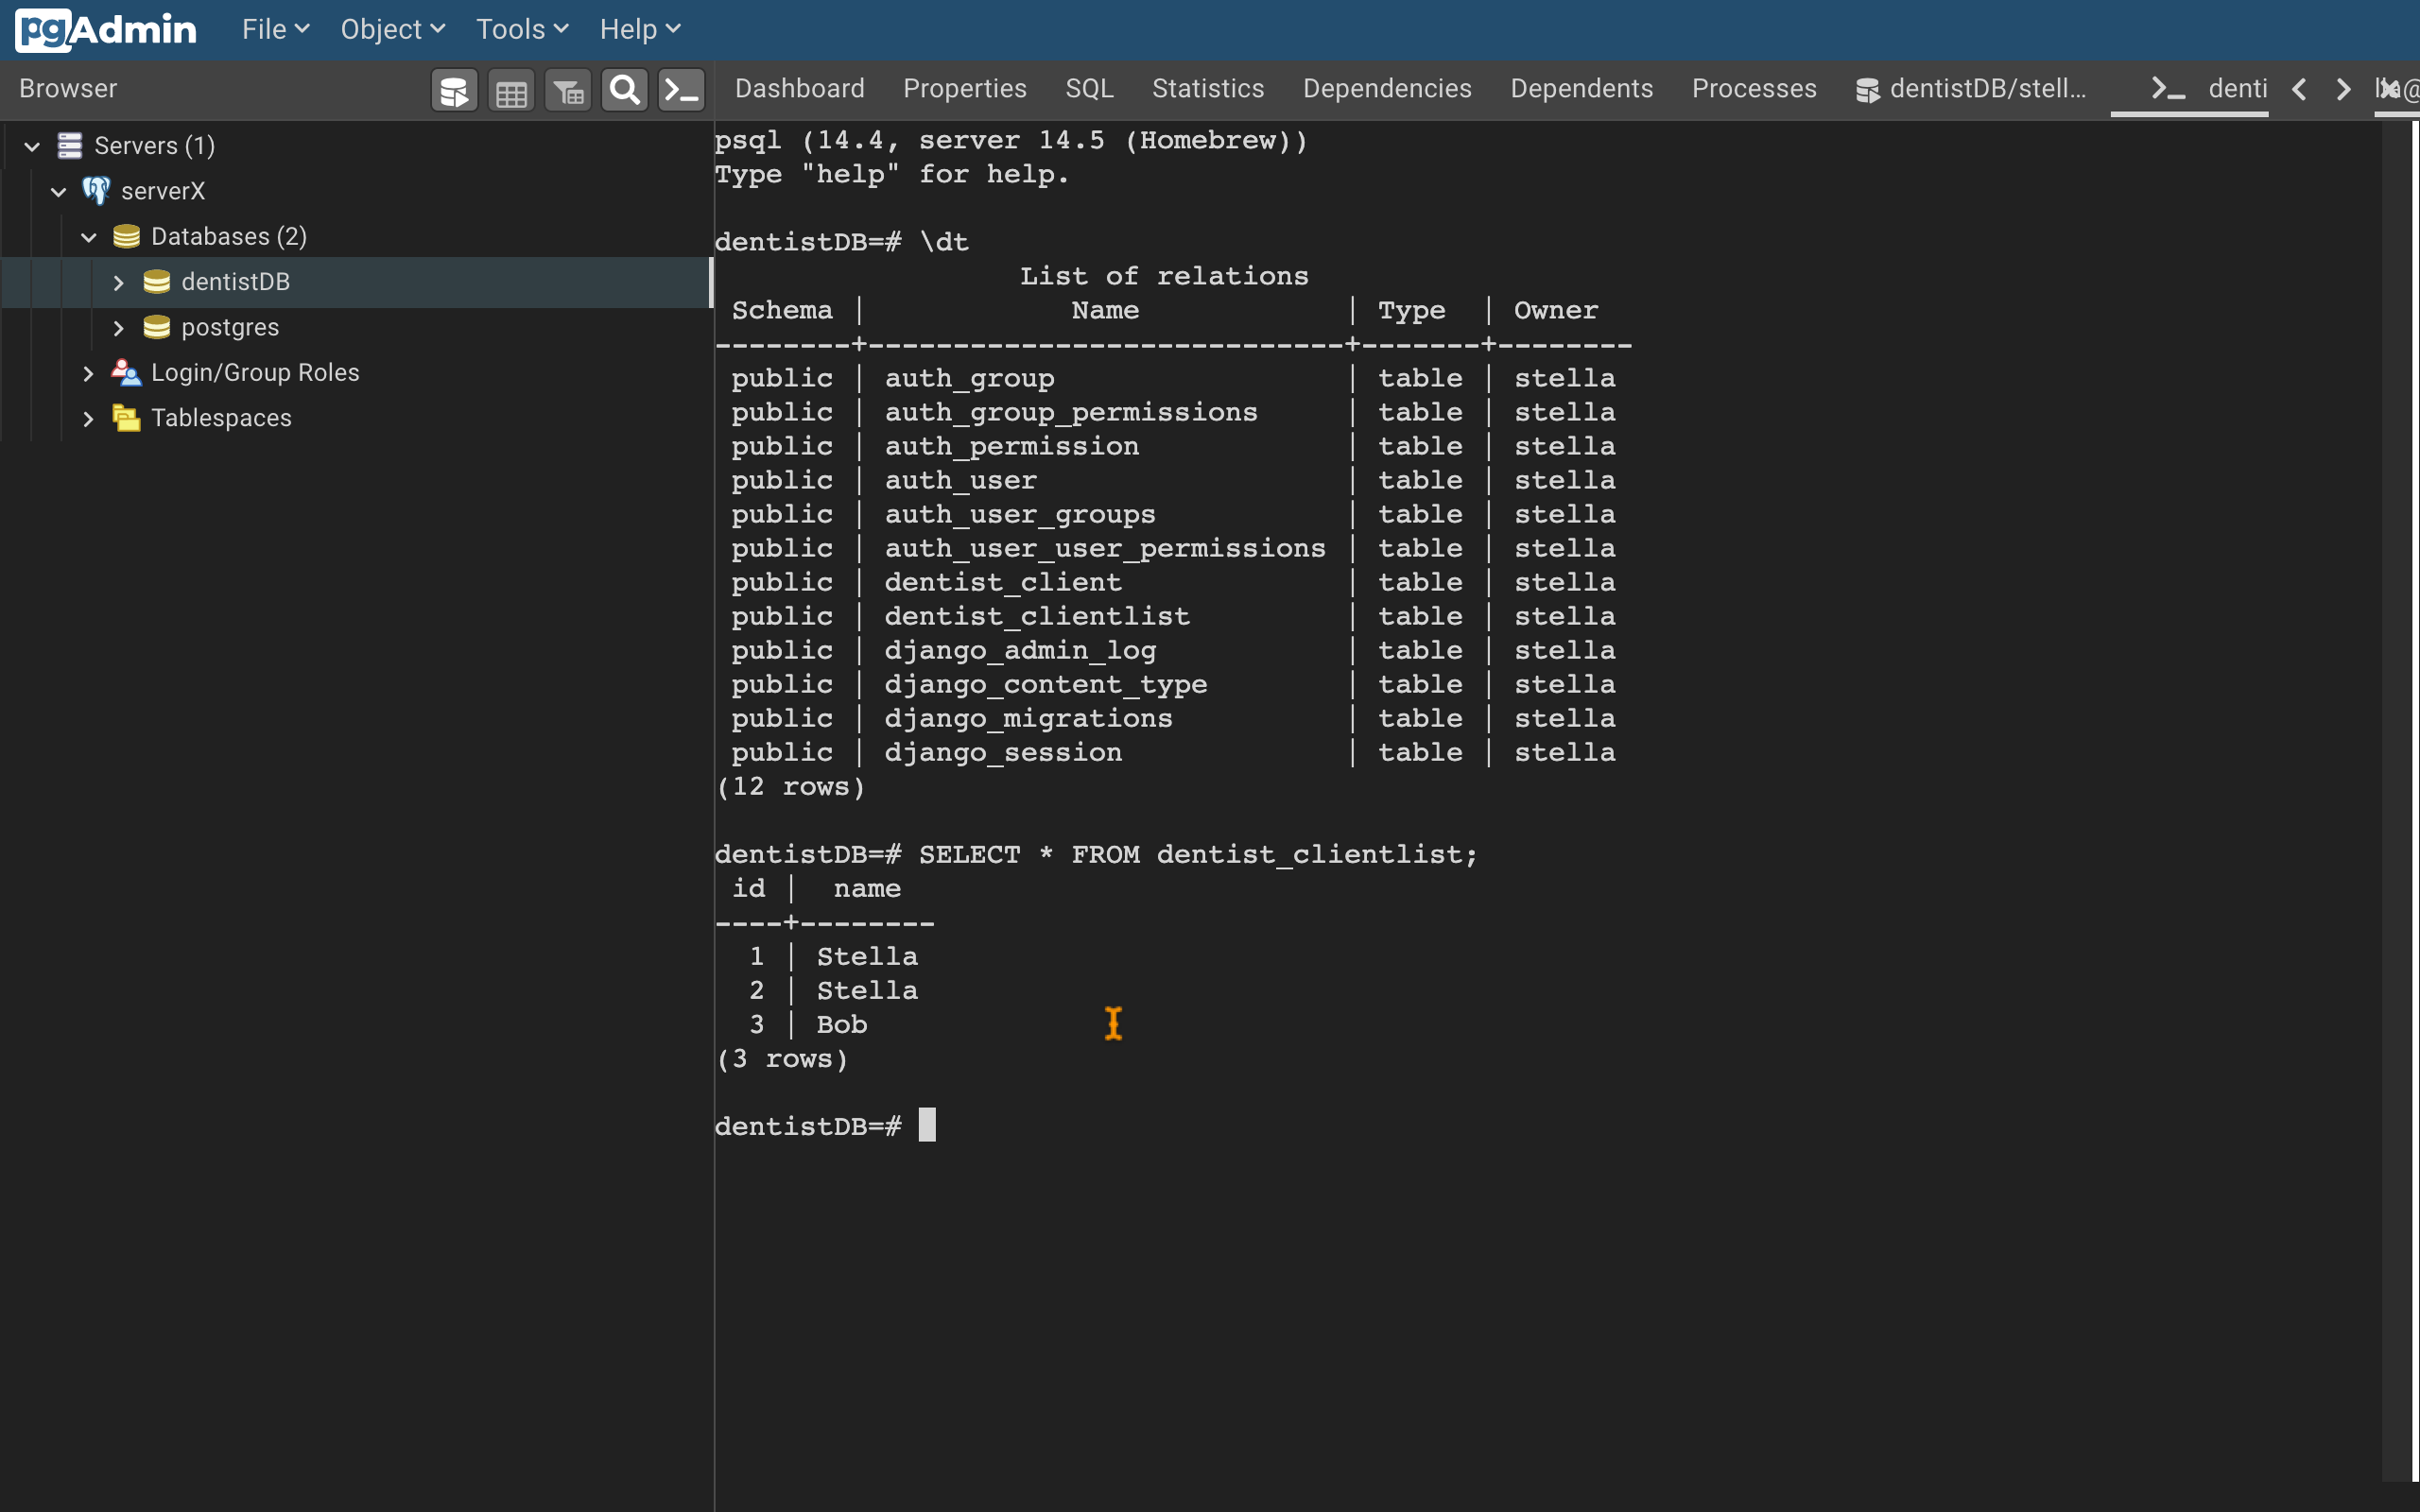 pgAdmin File Object Tools Help
Browser
Dashboard Properties SQL Statistics Dependencies Dependents Processes dentistDB/stell... denti
Servers (1)
serverX
Databases (2)
dentistDB
postgres
Login/Group Roles
Tablespaces
psql (14.4, server 14.5 (Homebrew))
Type "help" for help.
dentistDB=# \dt
List of relations
Schema | Name | Type | Owner
--------+----------------------------+-------+--------
public | auth_group | table | stella
public | auth_group_permissions | table | stella
public | auth_permission | table | stella
public | auth_user | table | stella
public | auth_user_groups | table | stella
public | auth_user_user_permissions | table | stella
public | dentist_client | table | stella
public | dentist_clientlist | table | stella
public | django_admin_log | table | stella
public | django_content_type | table | stella
public | django_migrations | table | stella
public | django_session | table | stella
(12 rows)
dentistDB=# SELECT * FROM dentist_clientlist;
id | name
----+--------
1 | Stella
2 | Stella
3 | Bob
(3 rows)
dentistDB=#